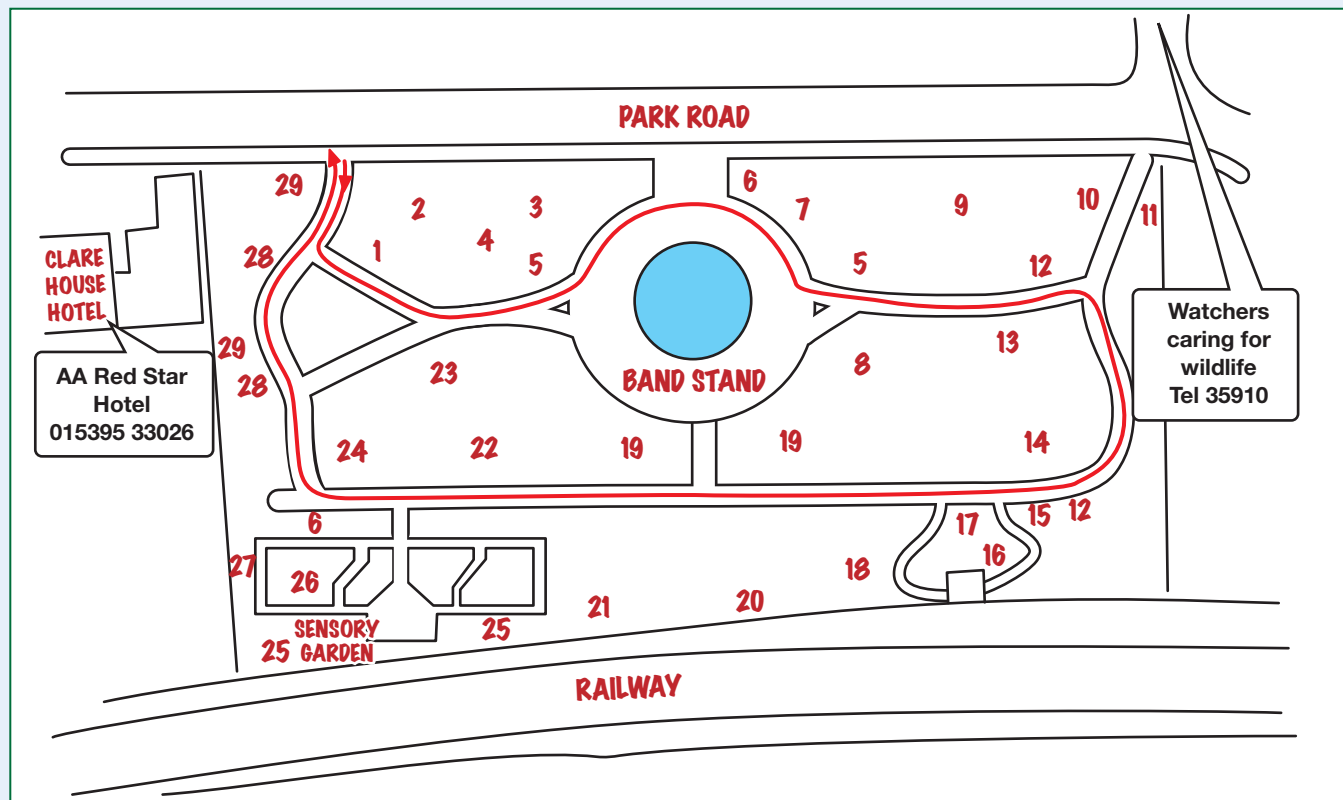 PARK ROAD
29
2
3
6
7
9
10
11
28
1
4
5
5
12
CLARE
HOUSE
HOTEL
29
28
23
BAND STAND
8
13
Watchers
caring for
wildlife
Tel 35910
AA Red Star
Hotel
015395 33026
24
22
19
19
14
6
17
15
12
27
26
18
16
21
20
25
SENSORY
GARDEN
25
RAILWAY